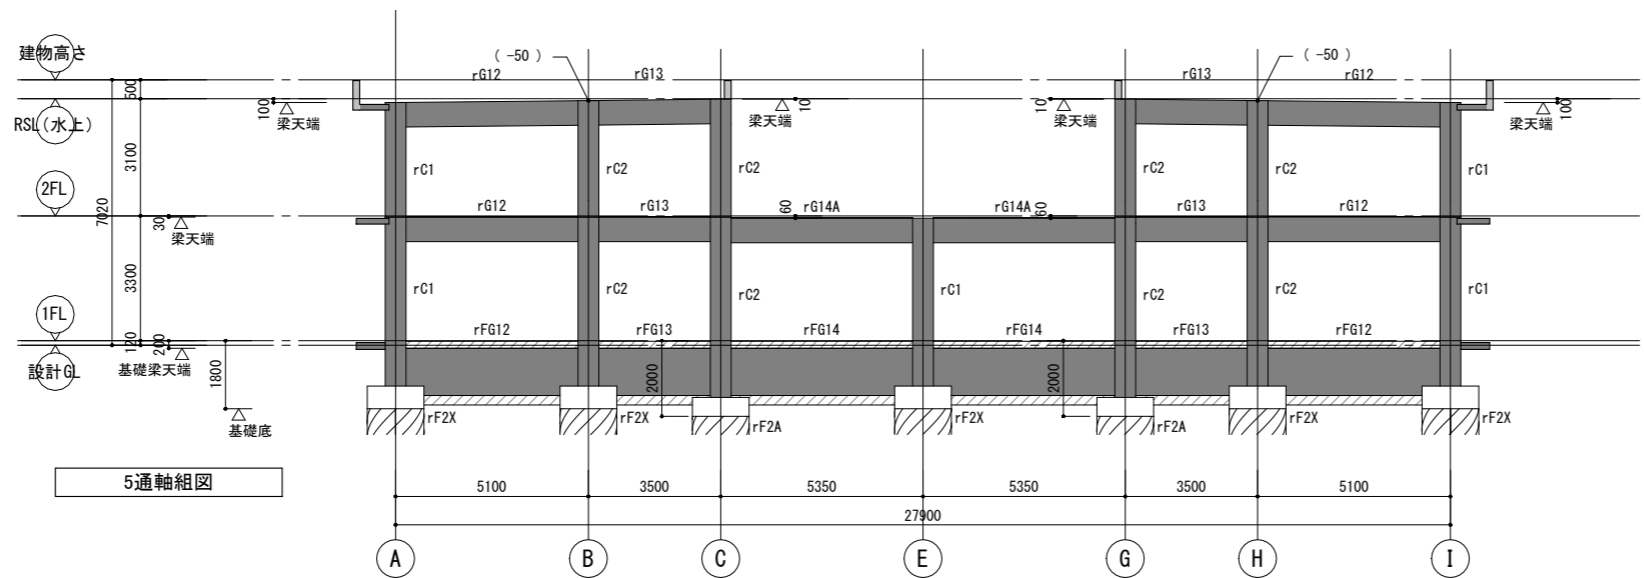 建物高さ
( -50 )
( -50 )
rG12
rG13
rG13
rG12
600
100
梁天端
10
梁天端
10
梁天端
梁天端
100
RSL(水上)
3100
rC1
rC2
rC2
rC2
rC2
rC1
2FL
7020
30
梁天端
rG12
rG13
60
rG14A
rG14A
60
rG13
rG12
3300
rC1
rC2
rC2
rC1
rC2
rC2
rC1
1FL
rFG12
rFG13
rFG14
rFG14
rFG13
rFG12
120
200
設計GL
基礎梁天端
1800
2000
2000
基礎底
rF2X
rF2X
rF2A
rF2X
rF2A
rF2X
rF2X
5通軸組図
5100
3500
5350
5350
3500
5100
27900
A
B
C
E
G
H
I